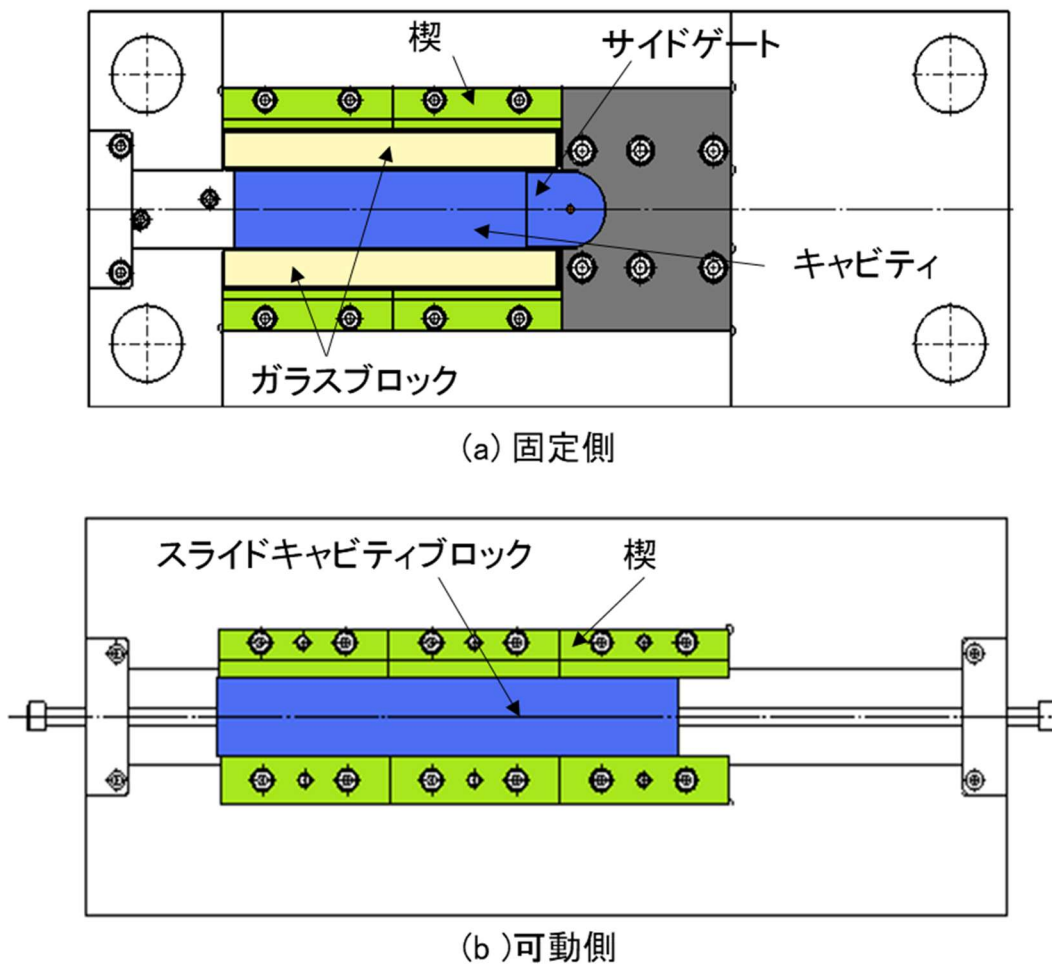 楔
サイドゲート
キャビティ
ガラスブロック
(a) 固定側
スライドキャビティブロック
楔
(b )可動側